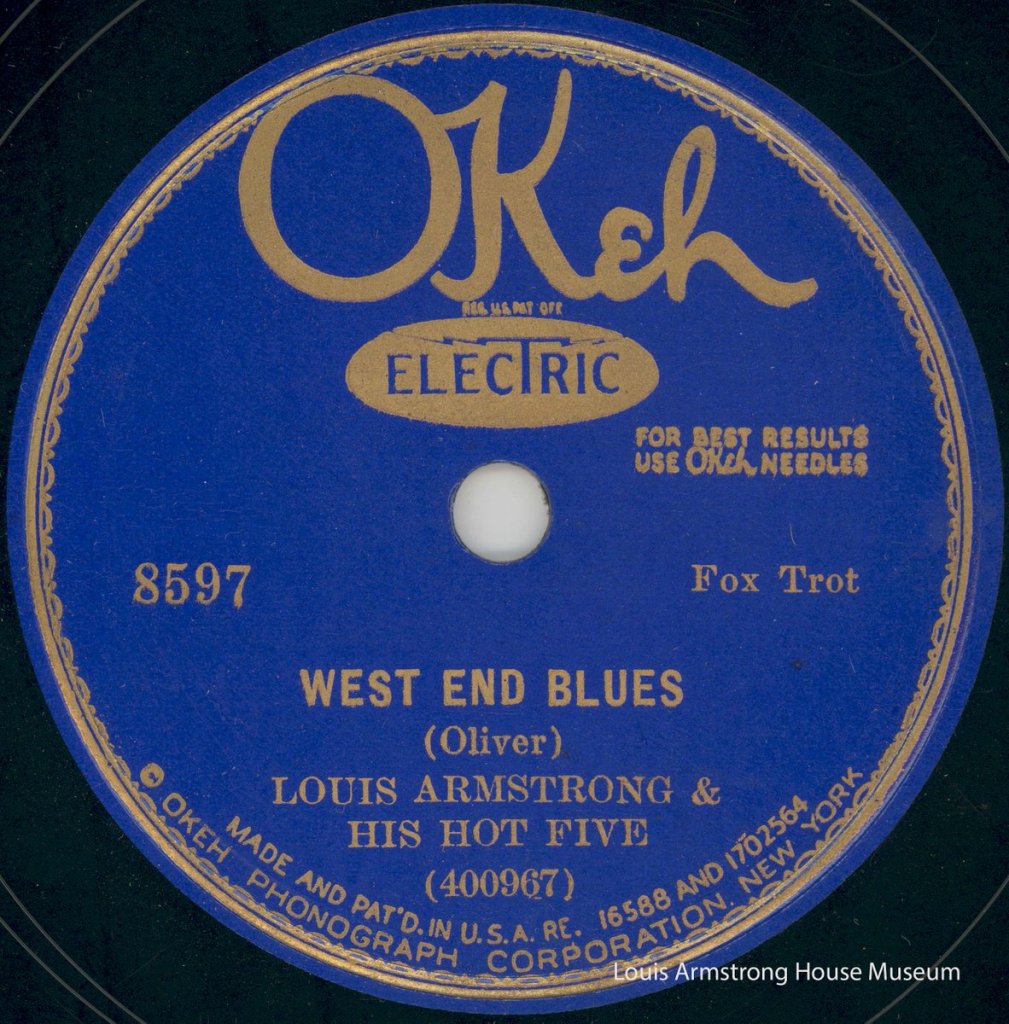 OKeh
REG. U.S. PAT. OFF.
ELECTRIC
FOR BEST RESULTS
USE OKeh NEEDLES
8597
Fox Trot
WEST END BLUES
(Oliver)
LOUIS ARMSTRONG &
HIS HOT FIVE
(400967)
MADE AND PAT'D. IN U.S.A. RE. 16588 AND 1702564
© OKEH PHONOGRAPH CORPORATION. NEW YORK
Louis Armstrong House Museum